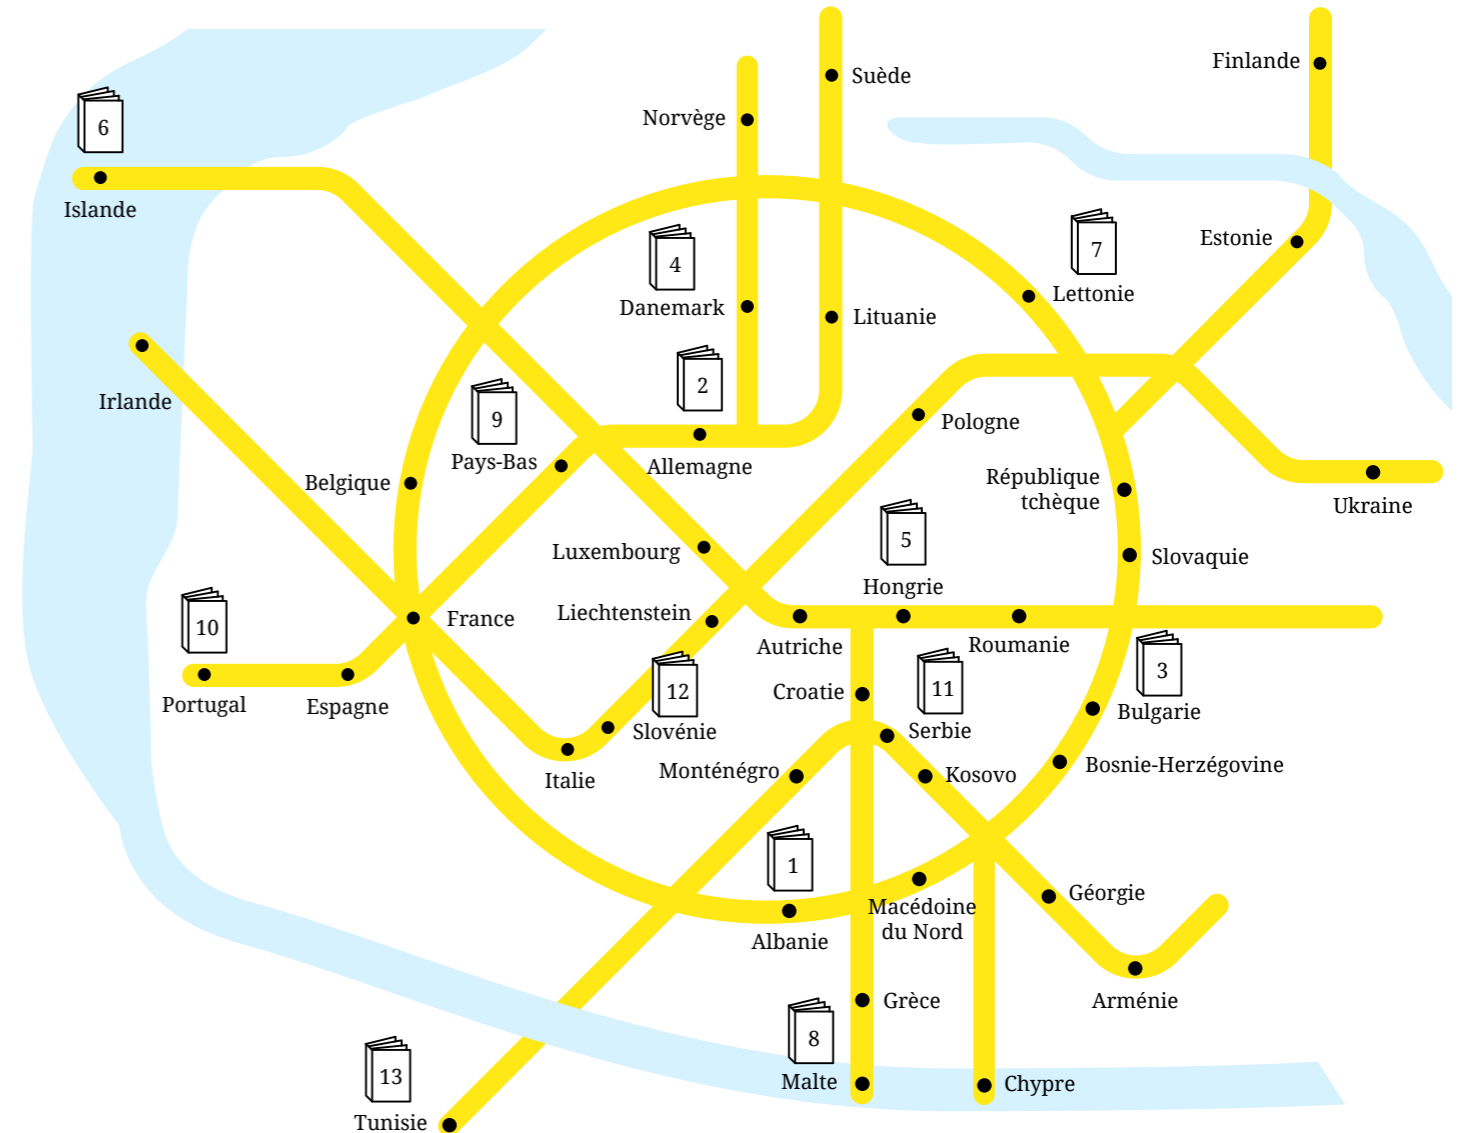 Suède
Finlande
Norvège
6
Islande
Estonie
7
Lettonie
4
Danemark
Lituanie
Irlande
2
9
Pays-Bas
Allemagne
Pologne
Belgique
République
tchèque
Ukraine
5
Hongrie
Luxembourg
Slovaquie
Liechtenstein
France
10
Portugal
Espagne
Autriche
Roumanie
3
Bulgarie
12
Slovénie
Croatie
11
Serbie
Italie
Monténégro
Kosovo
Bosnie-Herzégovine
1
Albanie
Macédoine
du Nord
Géorgie
Arménie
Grèce
8
Malte
Chypre
13
Tunisie